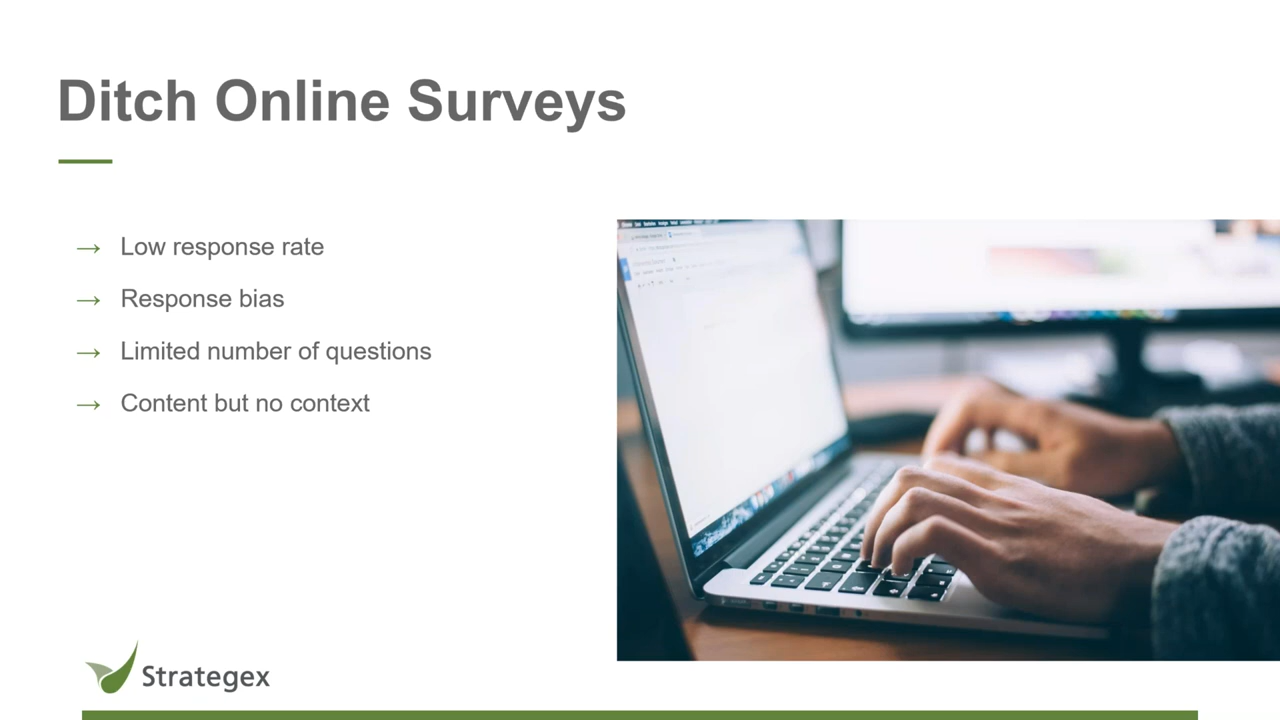 Ditch Online Surveys
→ Low response rate
→ Response bias
→ Limited number of questions
→ Content but no context
Strategex